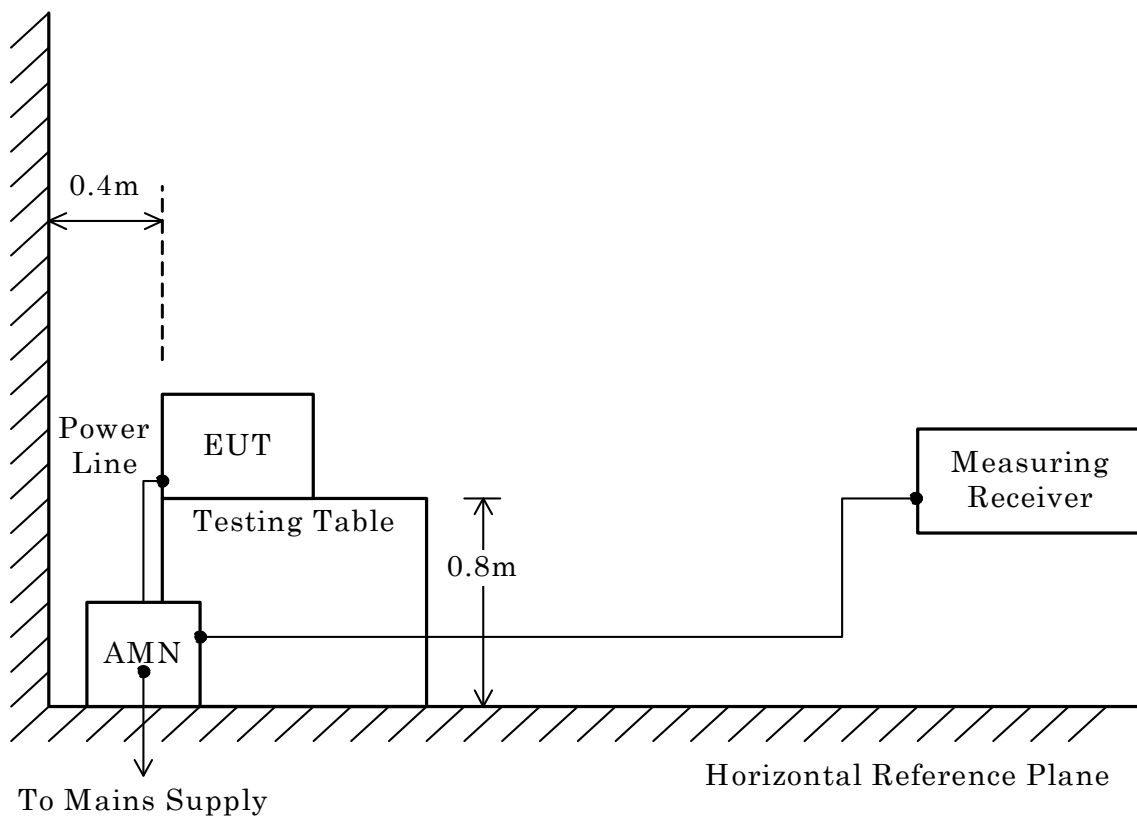 0.4m
Power
Line
EUT
Testing Table
0.8m
Measuring
Receiver
AMN
Horizontal Reference Plane
To Mains Supply